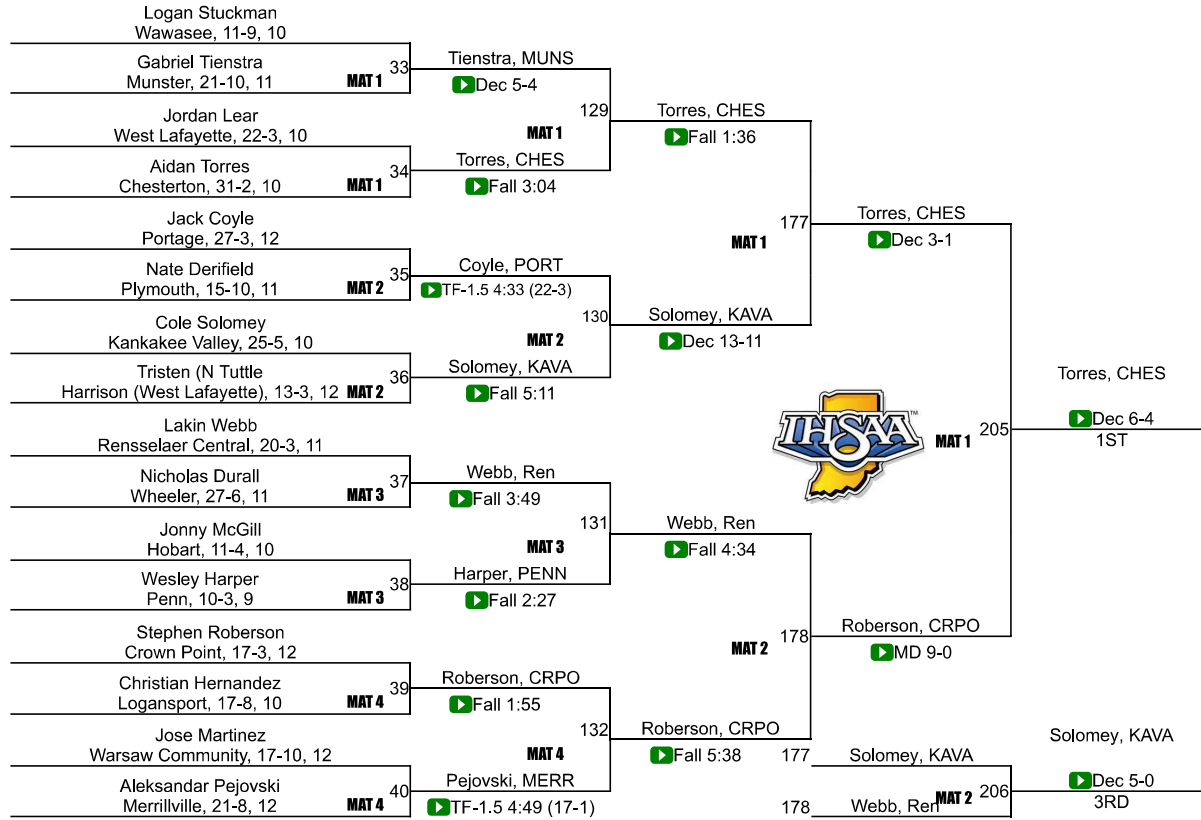 Logan Stuckman
Wawasee, 11-9, 10
33
Gabriel Tienstra
Munster, 21-10, 11
MAT 1
Tienstra, MUNS
Dec 5-4
Jordan Lear
West Lafayette, 22-3, 10
34
Aidan Torres
Chesterton, 31-2, 10
MAT 1
Torres, CHES
Fall 3:04
129
MAT 1
Torres, CHES
Fall 1:36
Jack Coyle
Portage, 27-3, 12
35
Nate Derifield
Plymouth, 15-10, 11
MAT 2
Coyle, PORT
TF-1.5 4:33 (22-3)
Cole Solomey
Kankakee Valley, 25-5, 10
36
Tristen (N Tuttle
Harrison (West Lafayette), 13-3, 12
MAT 2
Solomey, KAVA
Fall 5:11
130
MAT 2
Solomey, KAVA
Dec 13-11
177
MAT 1
Torres, CHES
Dec 3-1
Lakin Webb
Rensselaer Central, 20-3, 11
37
Nicholas Durall
Wheeler, 27-6, 11
MAT 3
Webb, Ren
Fall 3:49
Jonny McGill
Hobart, 11-4, 10
38
Wesley Harper
Penn, 10-3, 9
MAT 3
Harper, PENN
Fall 2:27
131
MAT 3
Webb, Ren
Fall 4:34
Stephen Roberson
Crown Point, 17-3, 12
39
Christian Hernandez
Logansport, 17-8, 10
MAT 4
Roberson, CRPO
Fall 1:55
Jose Martinez
Warsaw Community, 17-10, 12
40
Aleksandar Pejovski
Merrillville, 21-8, 12
MAT 4
Pejovski, MERR
TF-1.5 4:49 (17-1)
132
MAT 4
Roberson, CRPO
Fall 5:38
178
MAT 2
Roberson, CRPO
MD 9-0
IHSAA
TM
205
MAT 1
Torres, CHES
Dec 6-4
1ST
177
Solomey, KAVA
178
Webb, Ren
MAT 2
206
Solomey, KAVA
Dec 5-0
3RD